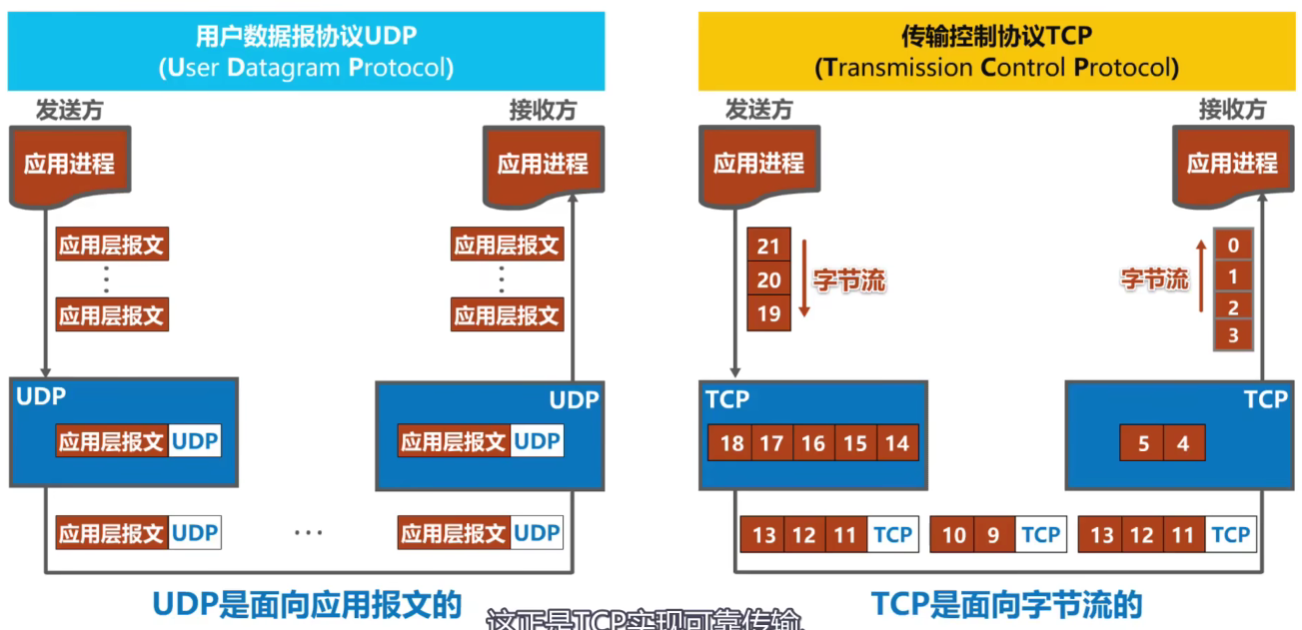 用户数据报协议UDP
(User Datagram Protocol)
发送方
接收方
应用进程
应用进程
应用层报文
应用层报文
应用层报文
应用层报文
UDP
UDP
应用层报文 UDP
应用层报文 UDP
应用层报文 UDP
...
应用层报文 UDP
UDP是面向应用报文的
传输控制协议TCP
(Transmission Control Protocol)
发送方
接收方
应用进程
应用进程
21
20
19
字节流
字节流
0
1
2
3
TCP
TCP
18 17 16 15 14
5 4
13 12 11 TCP
10 9 TCP
13 12 11 TCP
TCP是面向字节流的
这正是TCP实现可靠传输